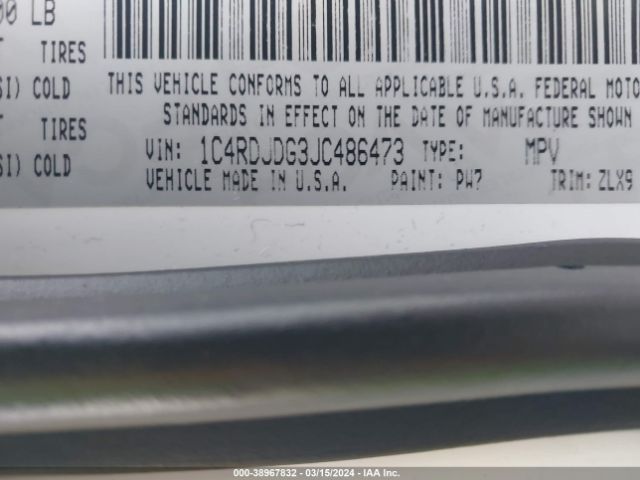 00 LB
TIRES
SI) COLD
TIRES
SI) COLD
THIS VEHICLE CONFORMS TO ALL APPLICABLE U.S.A. FEDERAL MOTO
STANDARDS IN EFFECT ON THE DATE OF MANUFACTURE SHOWN
VIN: 1C4RDJDG3JC486473 TYPE: MPV
VEHICLE MADE IN U.S.A. PAINT: PW7 TRIM: ZLX9
000-38967832 - 03/15/2024 - IAA Inc.